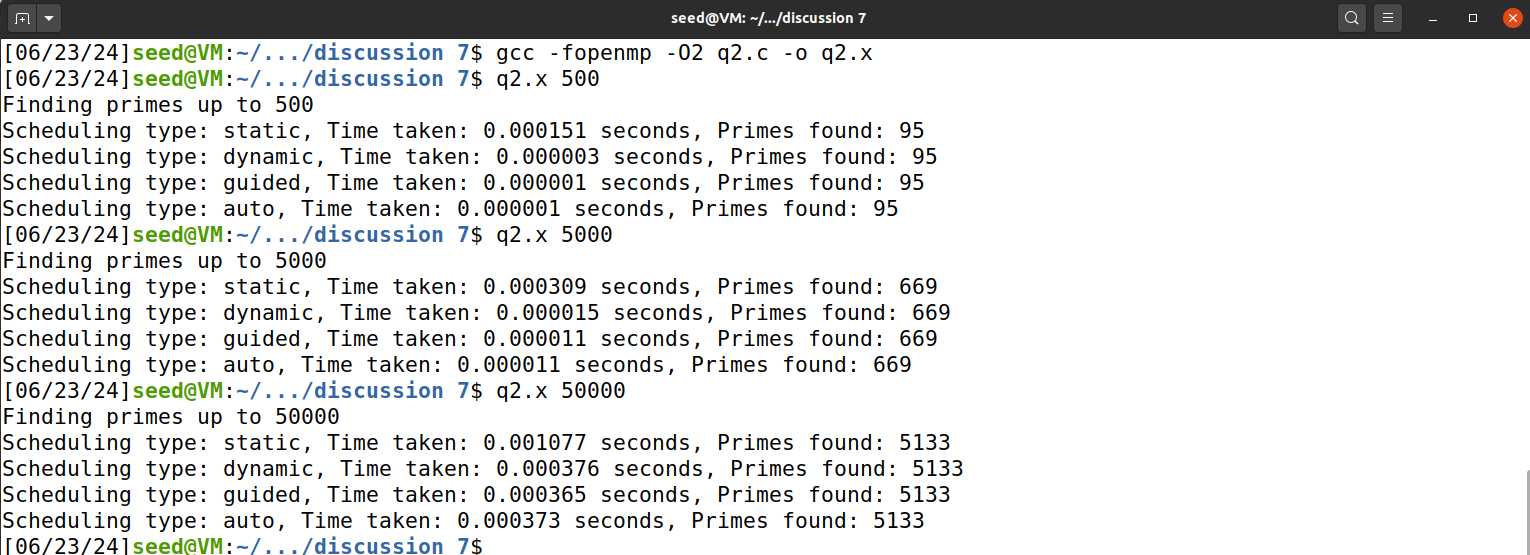 seed@VM: ~/.../discussion 7
[06/23/24]seed@VM:~/.../discussion 7$ gcc -fopenmp -O2 q2.c -o q2.x
[06/23/24]seed@VM:~/.../discussion 7$ q2.x 500
Finding primes up to 500
Scheduling type: static, Time taken: 0.000151 seconds, Primes found: 95
Scheduling type: dynamic, Time taken: 0.000003 seconds, Primes found: 95
Scheduling type: guided, Time taken: 0.000001 seconds, Primes found: 95
Scheduling type: auto, Time taken: 0.000001 seconds, Primes found: 95
[06/23/24]seed@VM:~/.../discussion 7$ q2.x 5000
Finding primes up to 5000
Scheduling type: static, Time taken: 0.000309 seconds, Primes found: 669
Scheduling type: dynamic, Time taken: 0.000015 seconds, Primes found: 669
Scheduling type: guided, Time taken: 0.000011 seconds, Primes found: 669
Scheduling type: auto, Time taken: 0.000011 seconds, Primes found: 669
[06/23/24]seed@VM:~/.../discussion 7$ q2.x 50000
Finding primes up to 50000
Scheduling type: static, Time taken: 0.001077 seconds, Primes found: 5133
Scheduling type: dynamic, Time taken: 0.000376 seconds, Primes found: 5133
Scheduling type: guided, Time taken: 0.000365 seconds, Primes found: 5133
Scheduling type: auto, Time taken: 0.000373 seconds, Primes found: 5133
[06/23/24]seed@VM:~/.../discussion 7$